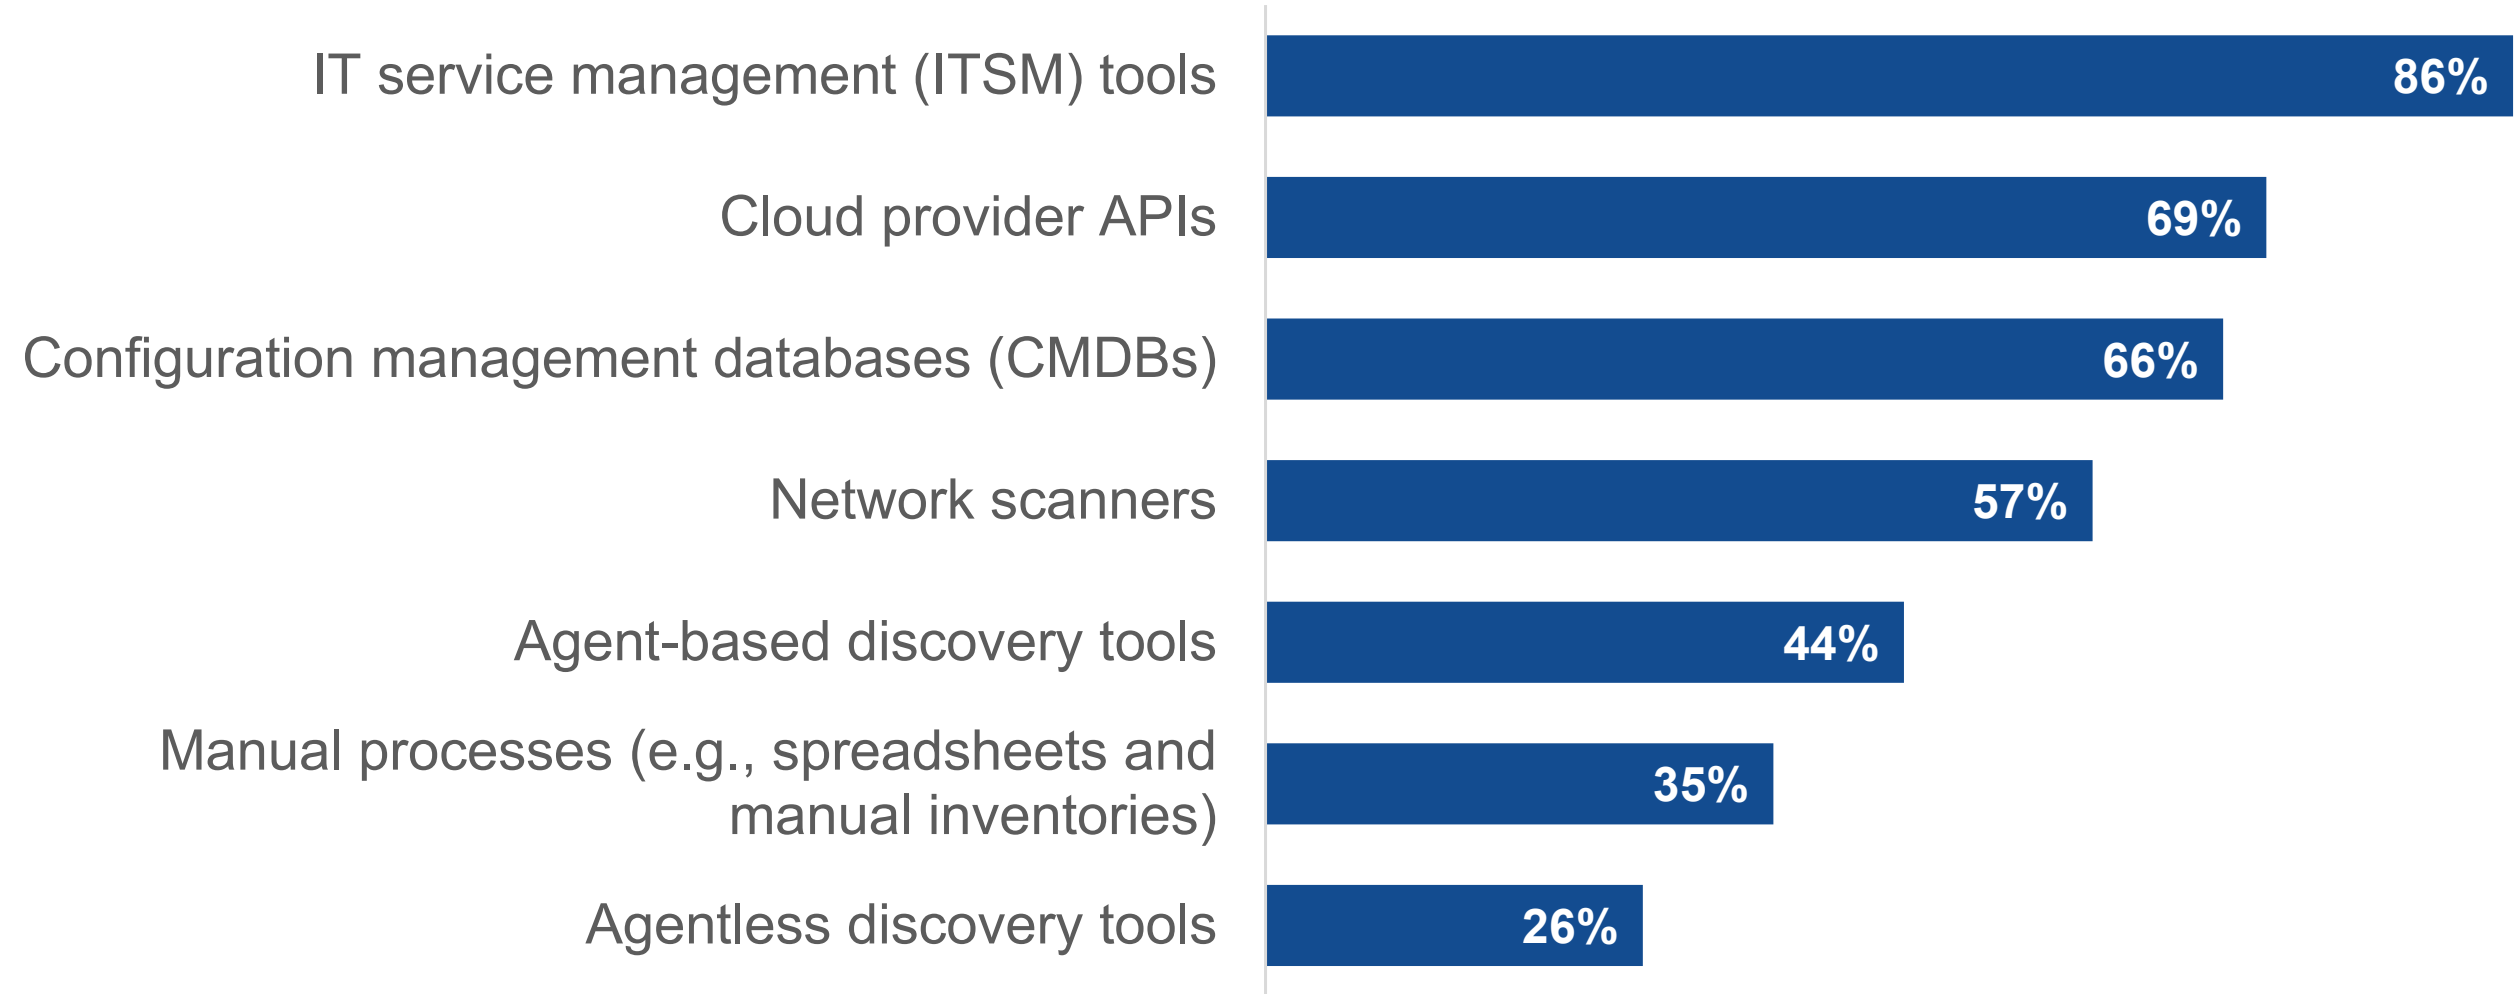 IT service management (ITSM) tools
86%
Cloud provider APIs
69%
Configuration management databases (CMDBs)
66%
Network scanners
57%
Agent-based discovery tools
44%
Manual processes (e.g., spreadsheets and
manual inventories)
35%
Agentless discovery tools
26%